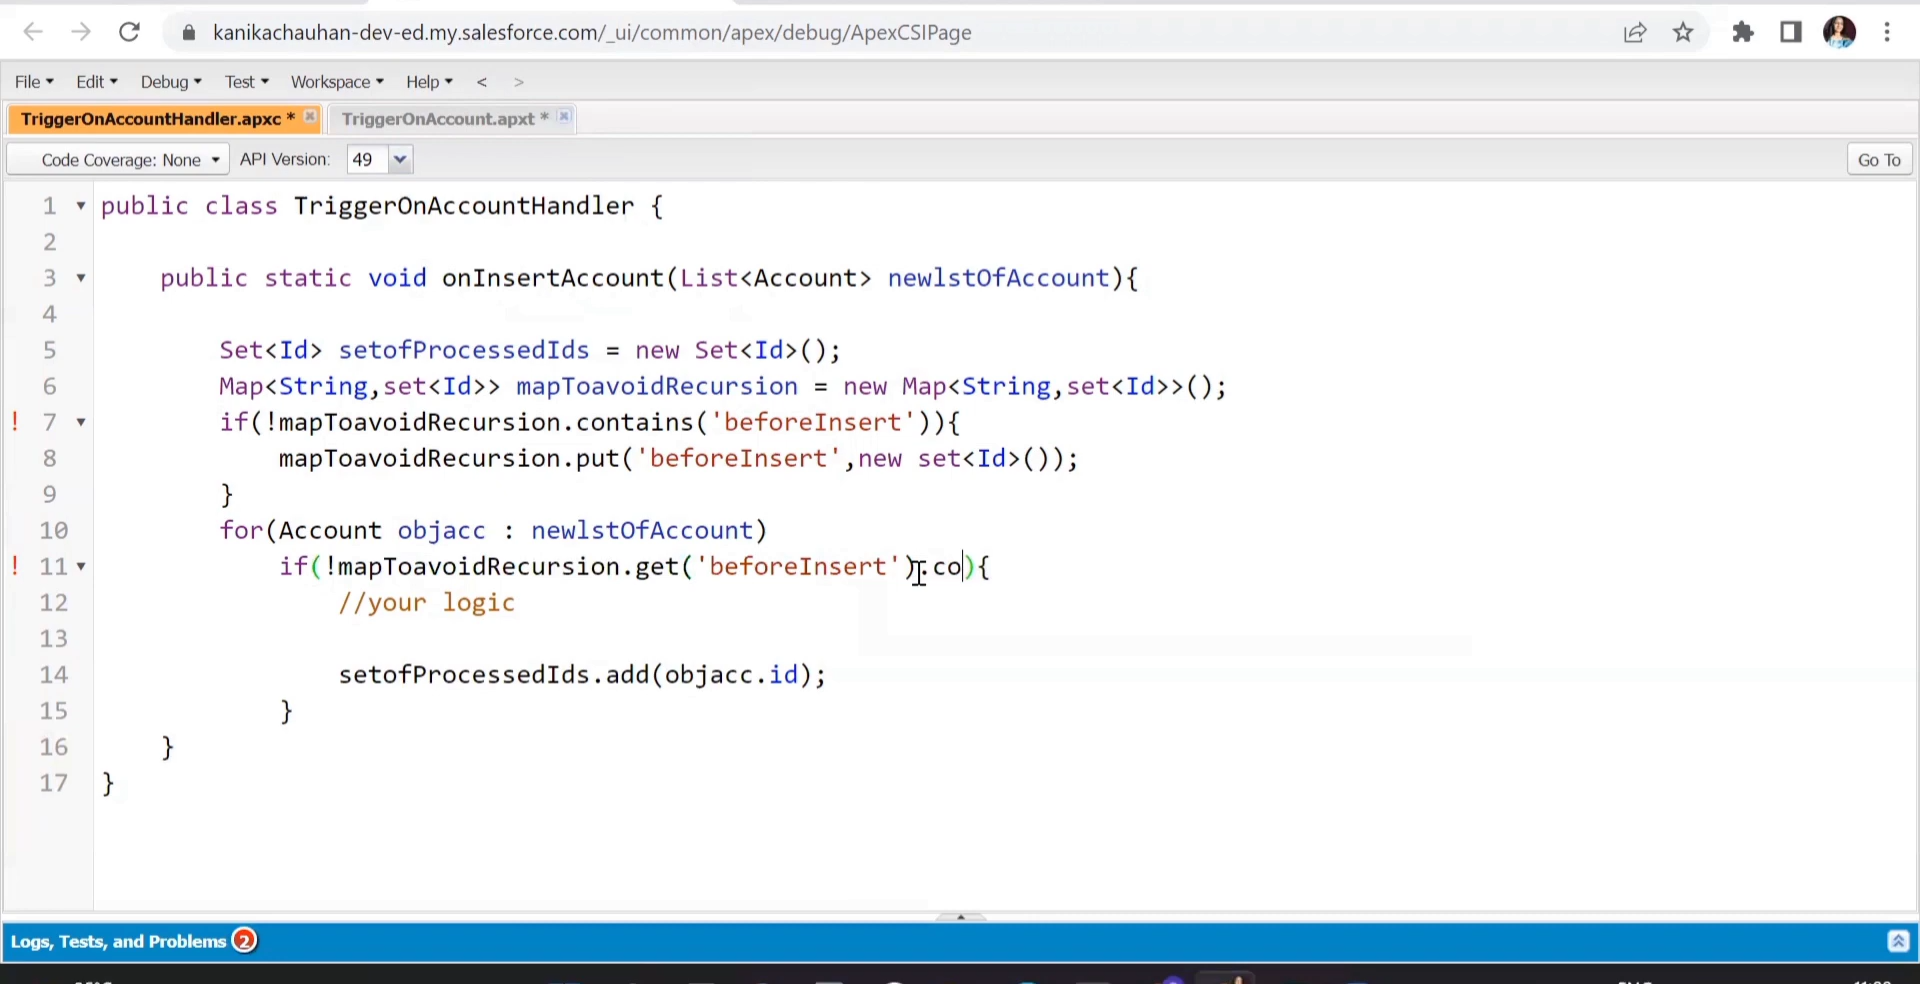 kanikachauhan-dev-ed.my.salesforce.com/_ui/common/apex/debug/ApexCSIPage
File Edit Debug Test Workspace Help < >
TriggerOnAccountHandler.apxc * TriggerOnAccount.apxt *
Code Coverage: None API Version: 49 Go To
1 public class TriggerOnAccountHandler {
2
3 public static void onInsertAccount(List<Account> newlstOfAccount){
4
5 Set<Id> setofProcessedIds = new Set<Id>();
6 Map<String,set<Id>> mapToavoidRecursion = new Map<String,set<Id>>();
! 7 if(!mapToavoidRecursion.contains('beforeInsert')){
8 mapToavoidRecursion.put('beforeInsert',new set<Id>());
9 }
10 for(Account objacc : newlstOfAccount)
! 11 if(!mapToavoidRecursion.get('beforeInsert').co){
12 //your logic
13
14 setofProcessedIds.add(objacc.id);
15 }
16 }
17 }
Logs, Tests, and Problems 2